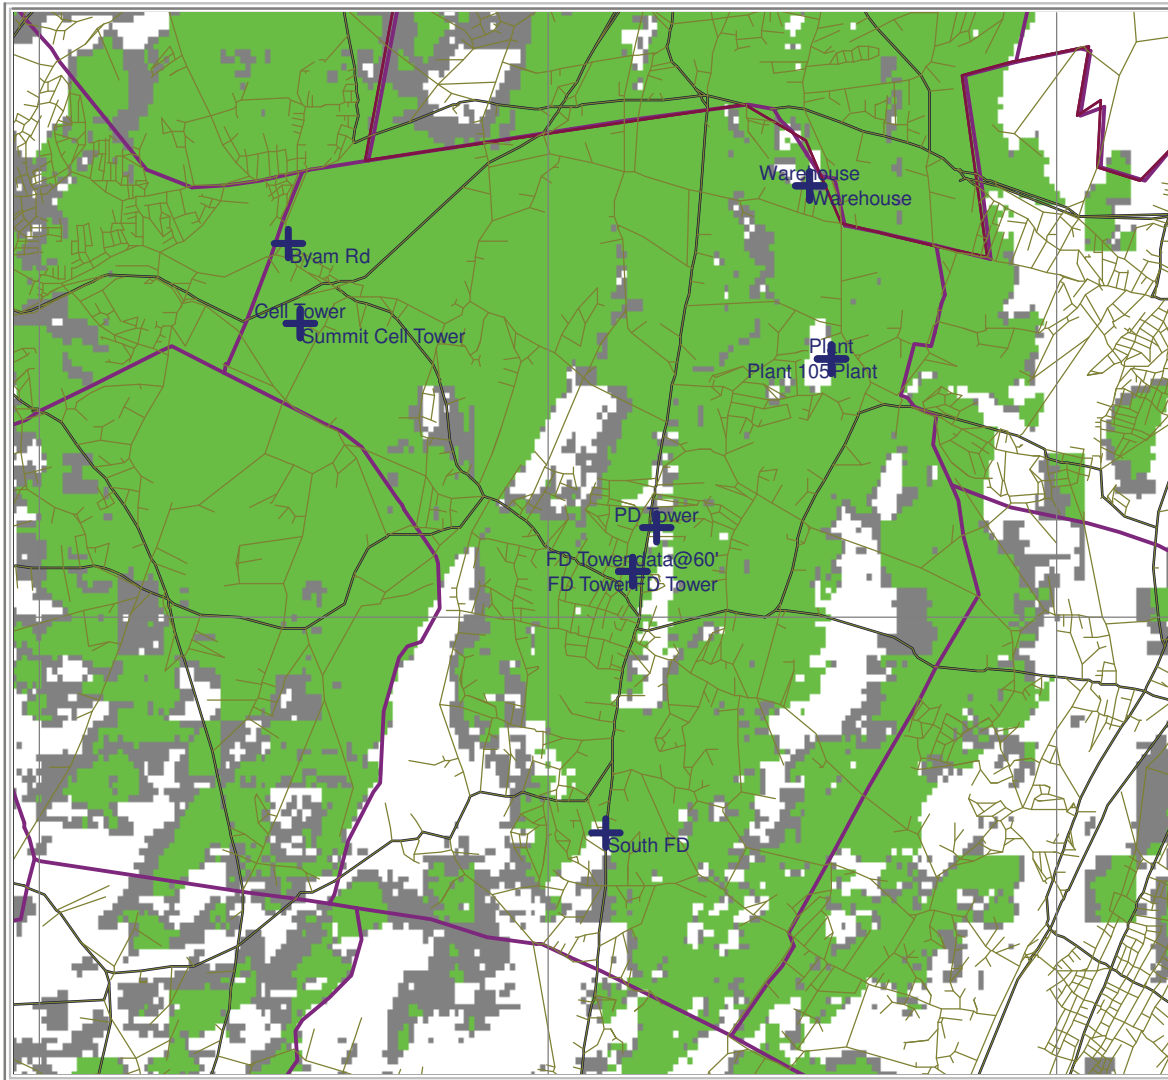 Warehouse
Warehouse
Byam Rd
Cell Tower
Summit Cell Tower
Plant
Plant 105 Plant
PD Tower
FD Tower data@60'
FD Tower FD Tower
South FD